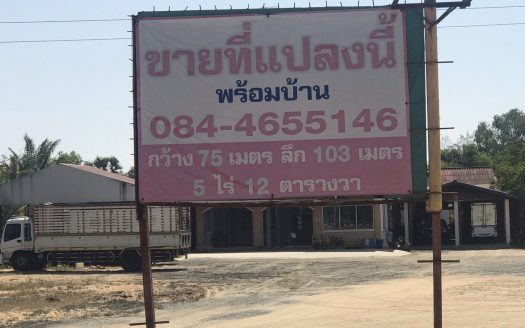 ขายที่แปลงนี้
พร้อมบ้าน
084-4655146
กว้าง 75 เมตร ลึก 103 เมตร
5 ไร่ 12 ตารางวา